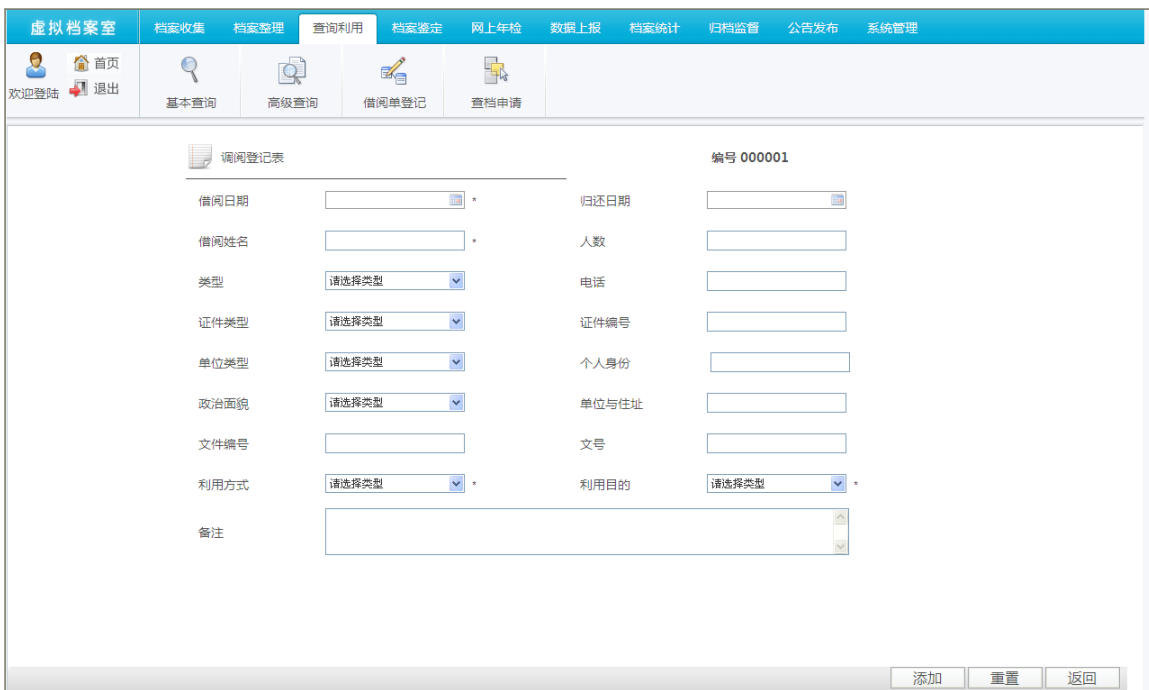 虚拟档案室 档案收集 档案整理 查询利用 档案鉴定 网上年检 数据上报 档案统计 归档监督 公告发布 系统管理
首页
欢迎登陆 退出
基本查询 高级查询 借阅单登记 查档申请
调阅登记表 编号 000001
借阅日期 * 归还日期
借阅姓名 * 人数
类型 请选择类型 电话
证件类型 请选择类型 证件编号
单位类型 请选择类型 个人身份
政治面貌 请选择类型 单位与住址
文件编号 文号
利用方式 请选择类型 * 利用目的 请选择类型 *
备注
添加 重置 返回